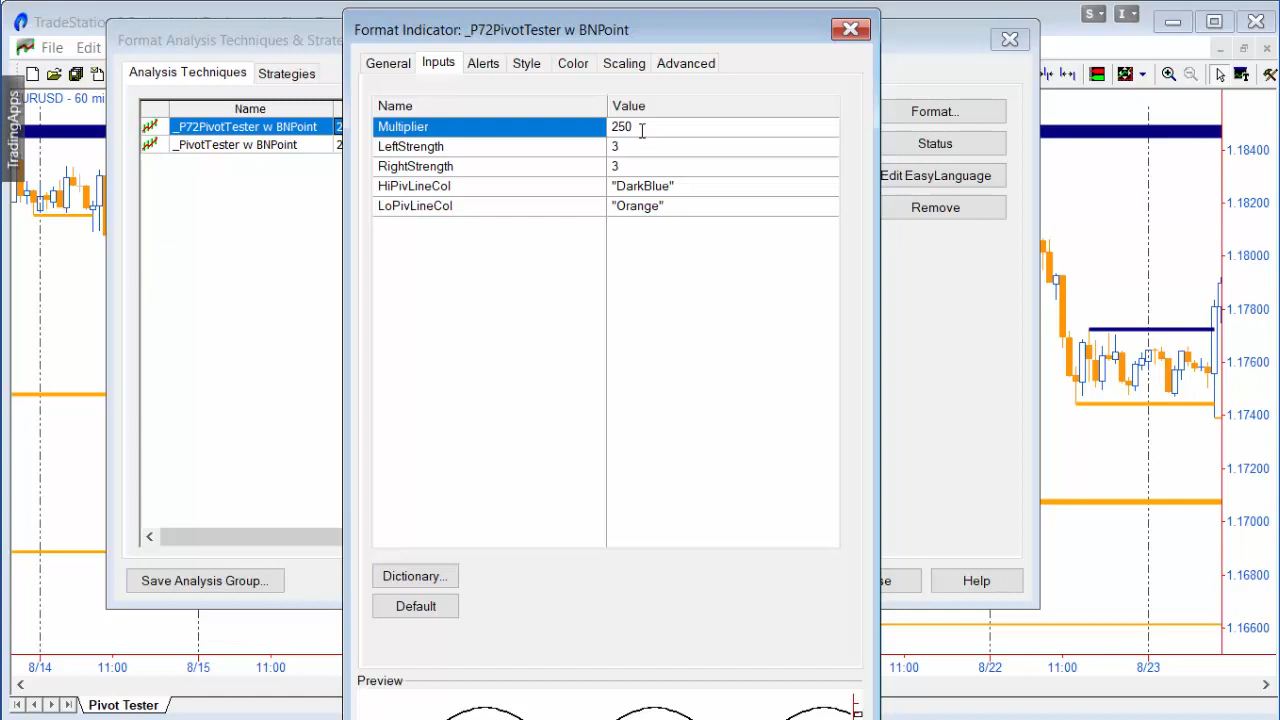 TradeStation
Format Analysis Techniques & Strate
Format Indicator: _P72PivotTester w BNPoint
S
I
File Edit
Analysis Techniques
Strategies
General
Inputs
Alerts
Style
Color
Scaling
Advanced
TradingApps
URUSD - 60 mi
Name
_P72PivotTester w BNPoint 2
_PivotTester w BNPoint 2
Name Value
Multiplier 250
LeftStrength 3
RightStrength 3
HiPivLineCol "DarkBlue"
LoPivLineCol "Orange"
Format...
Status
Edit EasyLanguage
Remove
1.18400
1.18200
1.18000
1.17800
1.17600
1.17400
1.17200
1.17000
1.16800
1.16600
Save Analysis Group...
Dictionary...
Default
se
Help
8/14
11:00
8/15
11:00
11:00
8/22
11:00
8/23
Preview
Pivot Tester